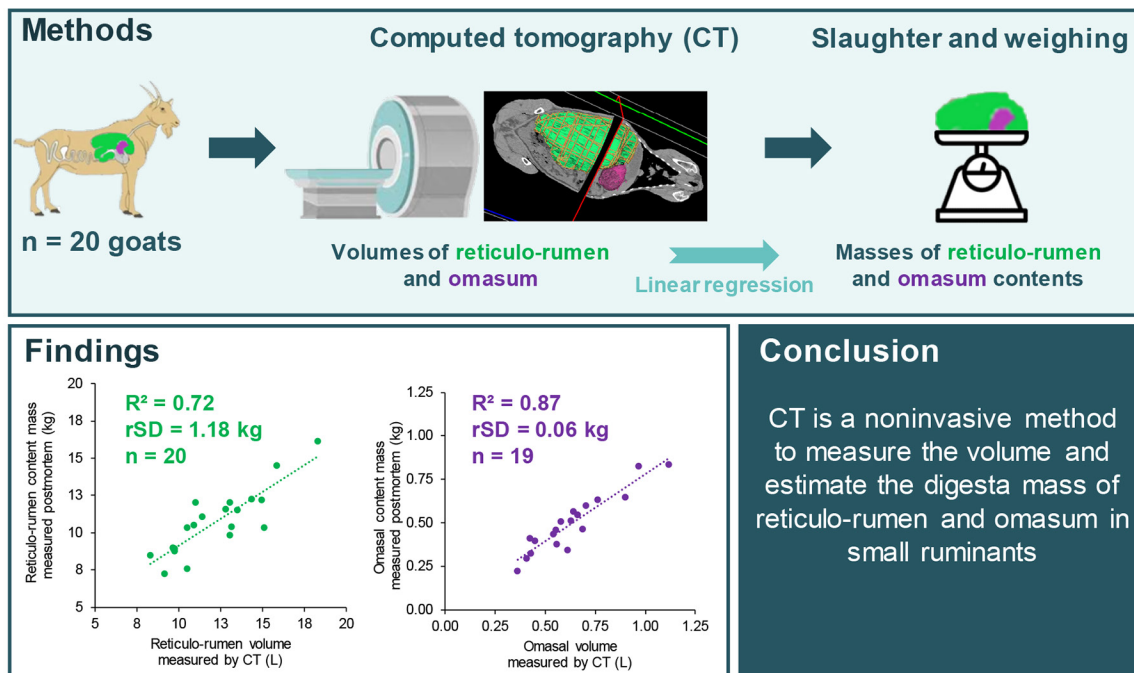 Methods
Computed tomography (CT)
Slaughter and weighing
n = 20 goats
Volumes of reticulo-rumen
and omasum
Linear regression
Masses of reticulo-rumen
and omasum contents
Findings
Reticulo-rumen content mass
measured postmortem (kg)
20
18
15
13
10
8
5
R² = 0.72
rSD = 1.18 kg
n = 20
5
8
10
13
15
18
20
Reticulo-rumen volume
measured by CT (L)
Omasal content mass
measured postmortem (kg)
1.25
1.00
0.75
0.50
0.25
0.00
R² = 0.87
rSD = 0.06 kg
n = 19
0.00
0.25
0.50
0.75
1.00
1.25
Omasal volume
measured by CT (L)
Conclusion
CT is a noninvasive method
to measure the volume and
estimate the digesta mass of
reticulo-rumen and omasum in
small ruminants